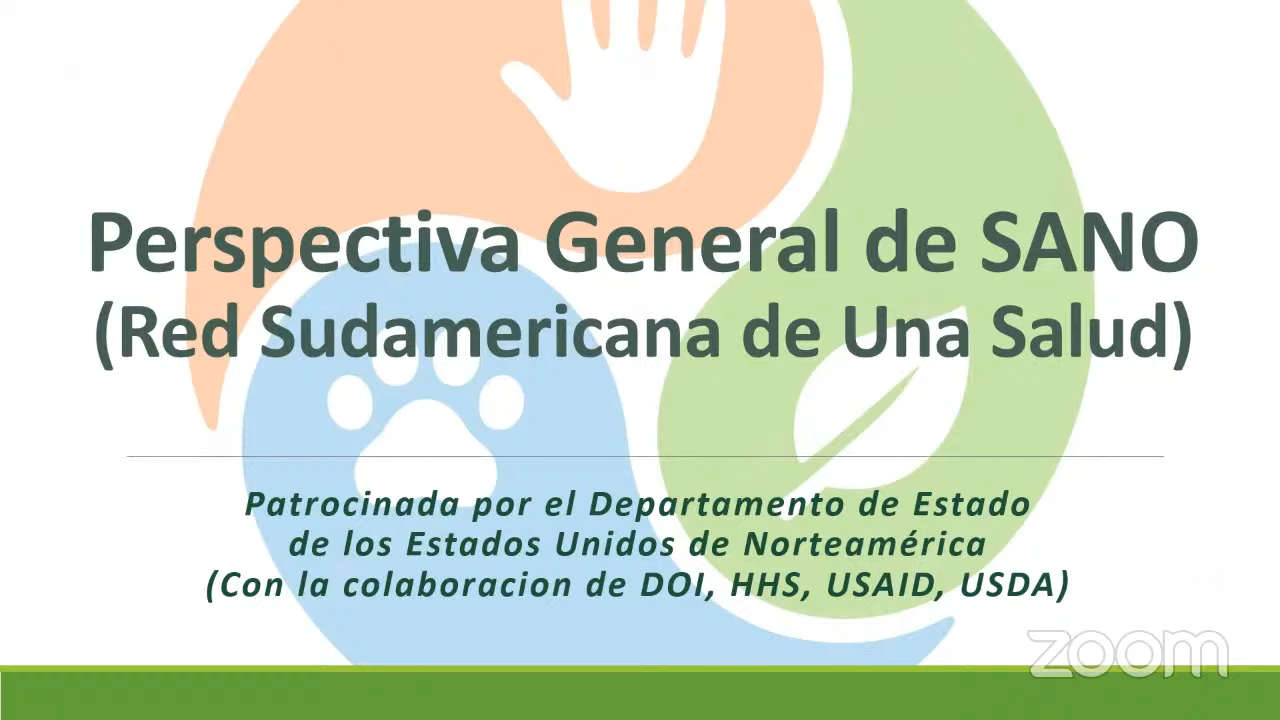 Perspectiva General de SANO
(Red Sudamericana de Una Salud)
Patrocinada por el Departamento de Estado
de los Estados Unidos de Norteamérica
(Con la colaboracion de DOI, HHS, USAID, USDA)
zoom